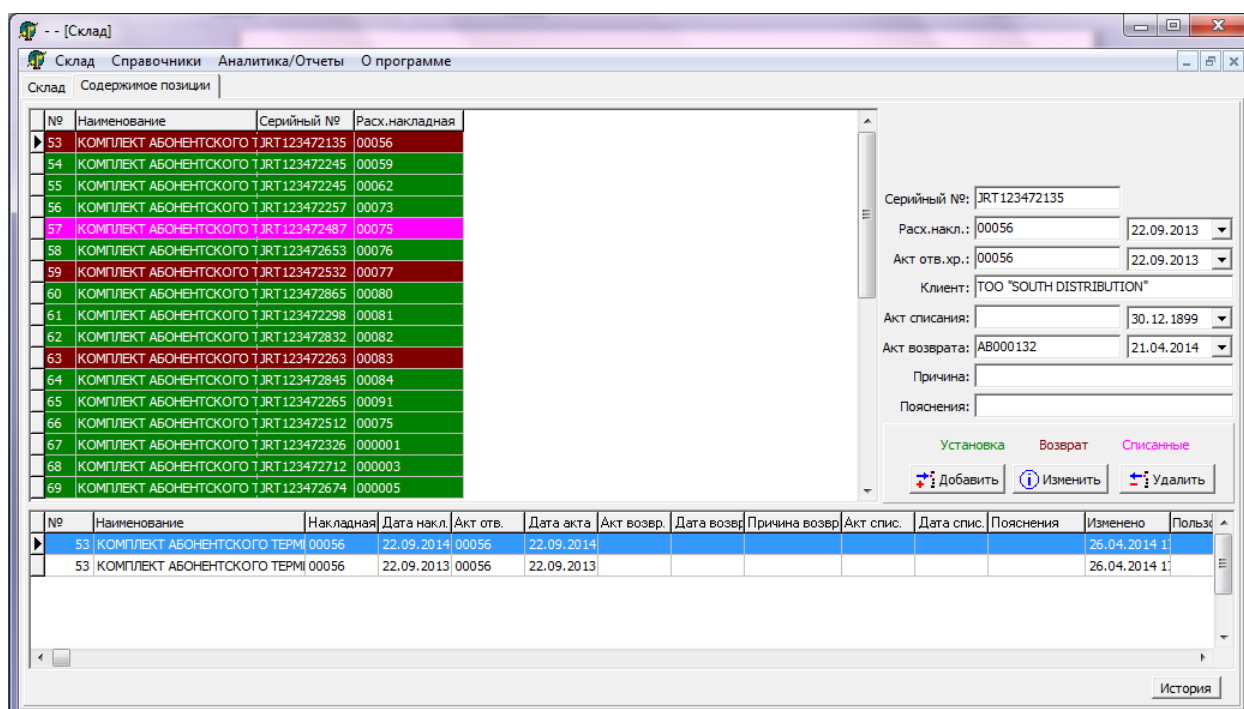 - - [Склад]
Склад Справочники Аналитика/Отчеты О программе
Склад Содержимое позиции
№ Наименование Серийный № Расх.накладная
53 КОМПЛЕКТ АБОНЕНТСКОГО Т JRT123472135 00056
54 КОМПЛЕКТ АБОНЕНТСКОГО Т JRT123472245 00059
55 КОМПЛЕКТ АБОНЕНТСКОГО Т JRT123472245 00062
56 КОМПЛЕКТ АБОНЕНТСКОГО Т JRT123472257 00073
57 КОМПЛЕКТ АБОНЕНТСКОГО Т JRT123472487 00075
58 КОМПЛЕКТ АБОНЕНТСКОГО Т JRT123472653 00076
59 КОМПЛЕКТ АБОНЕНТСКОГО Т JRT123472532 00077
60 КОМПЛЕКТ АБОНЕНТСКОГО Т JRT123472865 00080
61 КОМПЛЕКТ АБОНЕНТСКОГО Т JRT123472298 00081
62 КОМПЛЕКТ АБОНЕНТСКОГО Т JRT123472832 00082
63 КОМПЛЕКТ АБОНЕНТСКОГО Т JRT123472263 00083
64 КОМПЛЕКТ АБОНЕНТСКОГО Т JRT123472845 00084
65 КОМПЛЕКТ АБОНЕНТСКОГО Т JRT123472265 00091
66 КОМПЛЕКТ АБОНЕНТСКОГО Т JRT123472512 00075
67 КОМПЛЕКТ АБОНЕНТСКОГО Т JRT123472326 000001
68 КОМПЛЕКТ АБОНЕНТСКОГО Т JRT123472712 000003
69 КОМПЛЕКТ АБОНЕНТСКОГО Т JRT123472674 000005
Серийный №: JRT123472135
Расх.накл.: 00056 22.09.2013
Акт отв.хр.: 00056 22.09.2013
Клиент: ТОО "SOUTH DISTRIBUTION"
Акт списания: 30.12.1899
Акт возврата: АВ000132 21.04.2014
Причина:
Пояснения:
Установка Возврат Списанные
Добавить Изменить Удалить
№ Наименование Накладная Дата накл. Акт отв. Дата акта Акт возвр. Дата возвр Причина возвр Акт спис. Дата спис. Пояснения Изменено Польз
53 КОМПЛЕКТ АБОНЕНТСКОГО ТЕРМ 00056 22.09.2014 00056 22.09.2014 26.04.2014 1
53 КОМПЛЕКТ АБОНЕНТСКОГО ТЕРМ 00056 22.09.2013 00056 22.09.2013 26.04.2014 1
История